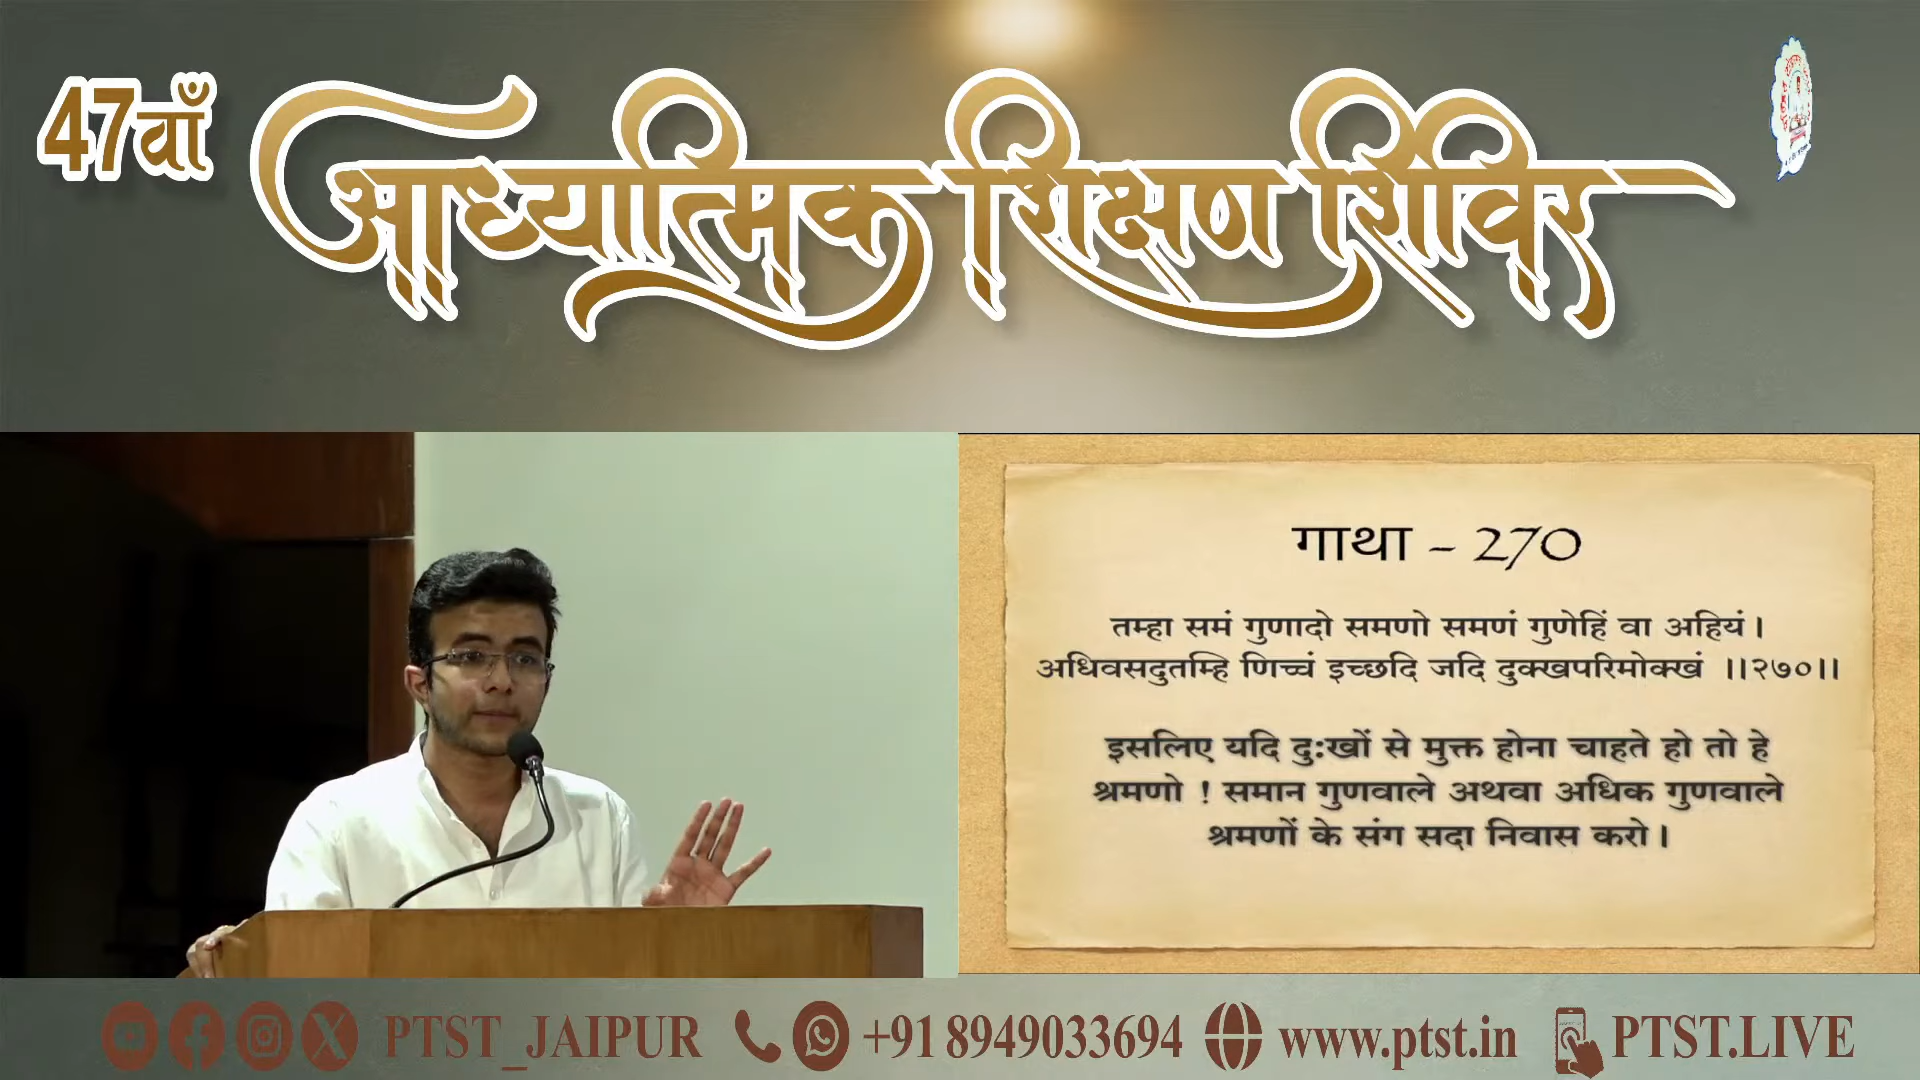 47वाँ आध्यात्मिक शिक्षण शिविर
गाथा - 270
तम्हा समं गुणादो समणो समणं गुणेहिं वा अहियं।
अधिवसदुतम्हि णिच्चं इच्छदि जदि दुक्खपरिमोक्खं ।।२७०।।
इसलिए यदि दु:खों से मुक्त होना चाहते हो तो हे
श्रमणो ! समान गुणवाले अथवा अधिक गुणवाले
श्रमणों के संग सदा निवास करो।
PTST_JAIPUR +91 8949033694 www.ptst.in PTST.LIVE